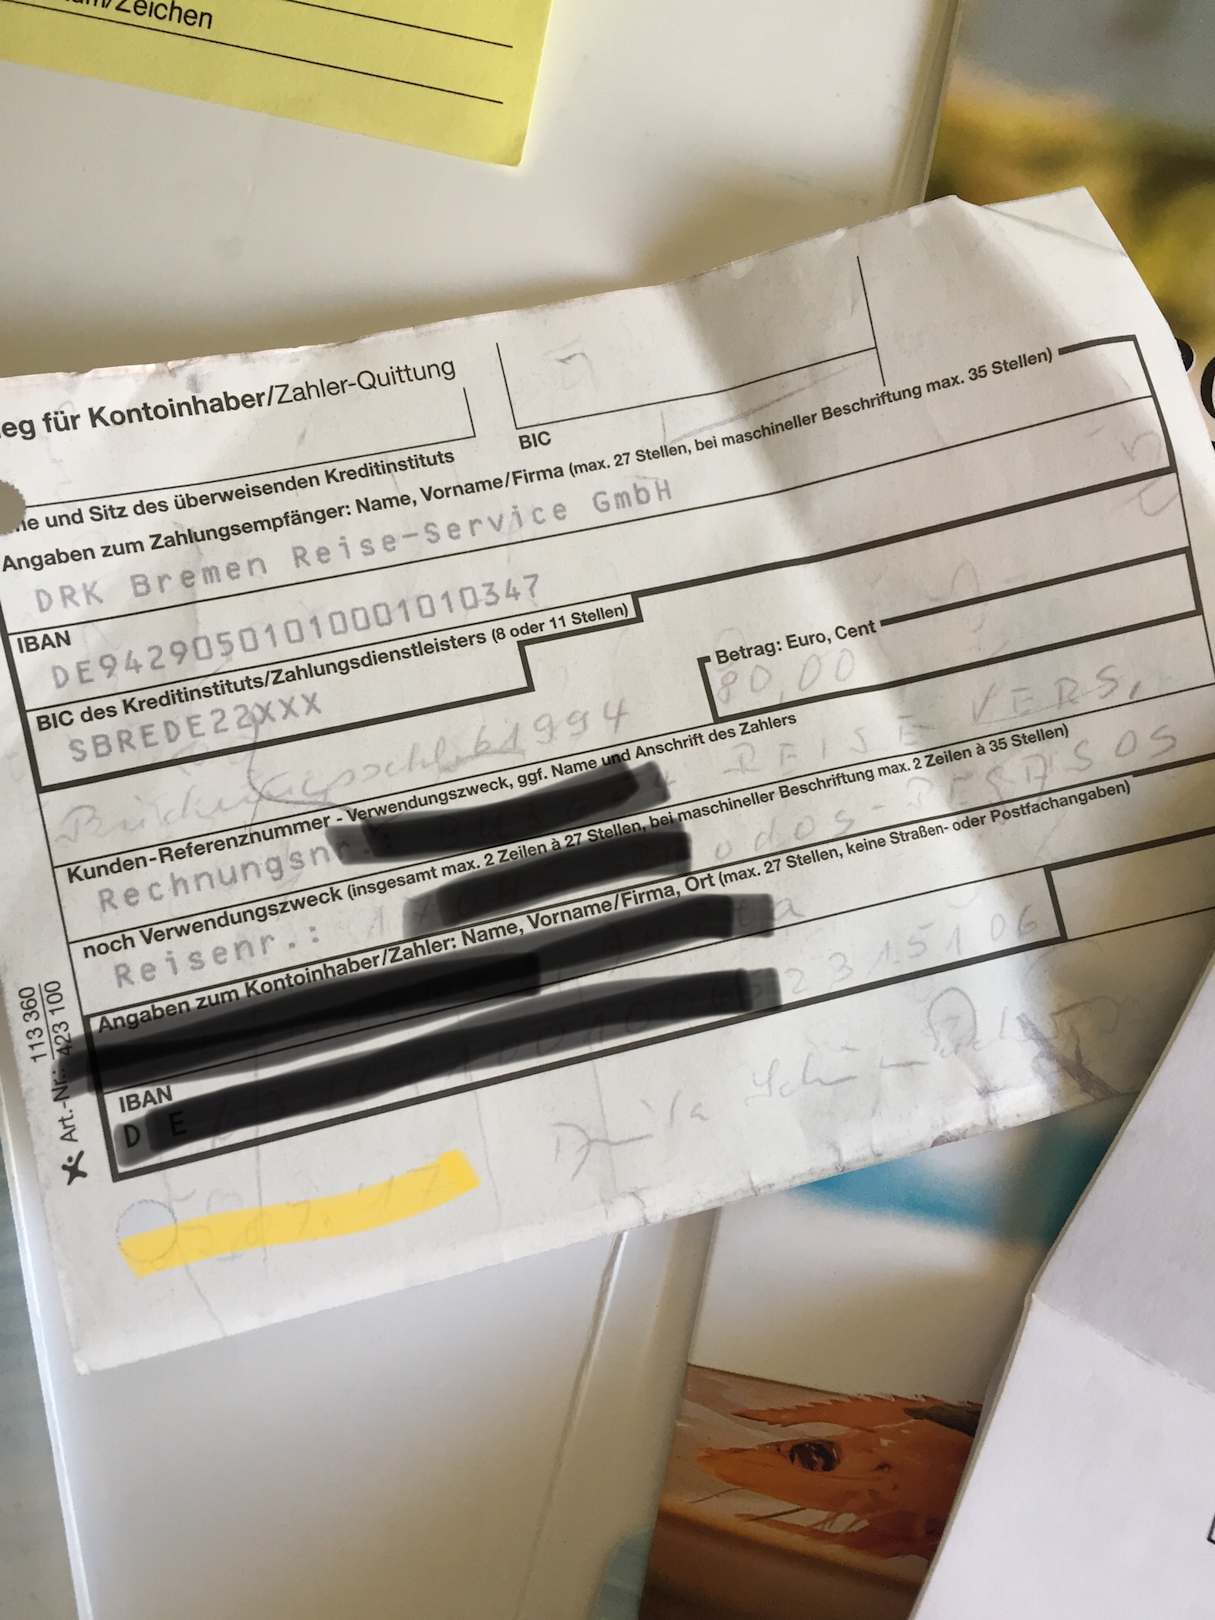 Zeichen
eg für Kontoinhaber/Zahler-Quittung
BIC
e und Sitz des überweisenden Kreditinstituts
Angaben zum Zahlungsempfänger: Name, Vorname/Firma (max. 27 Stellen, bei maschineller Beschriftung max. 35 Stellen)
DRK Bremen Reise-Service GmbH
IBAN
DE94290501010001010347
BIC des Kreditinstituts/Zahlungsdienstleisters (8 oder 11 Stellen)
SBREDE22XXX
Betrag: Euro, Cent
80,00
1994
Kunden-Referenznummer - Verwendungszweck, ggf. Name und Anschrift des Zahlers
Rechnungsnr.: REISE VERS,
noch Verwendungszweck (insgesamt max. 2 Zeilen à 27 Stellen, bei maschineller Beschriftung max. 2 Zeilen à 35 Stellen)
Reisenr.:
Angaben zum Kontoinhaber/Zahler: Name, Vorname/Firma, Ort (max. 27 Stellen, keine Straßen- oder Postfachangaben)
IBAN
DE
113 360
Art.-Nr.: 423 100